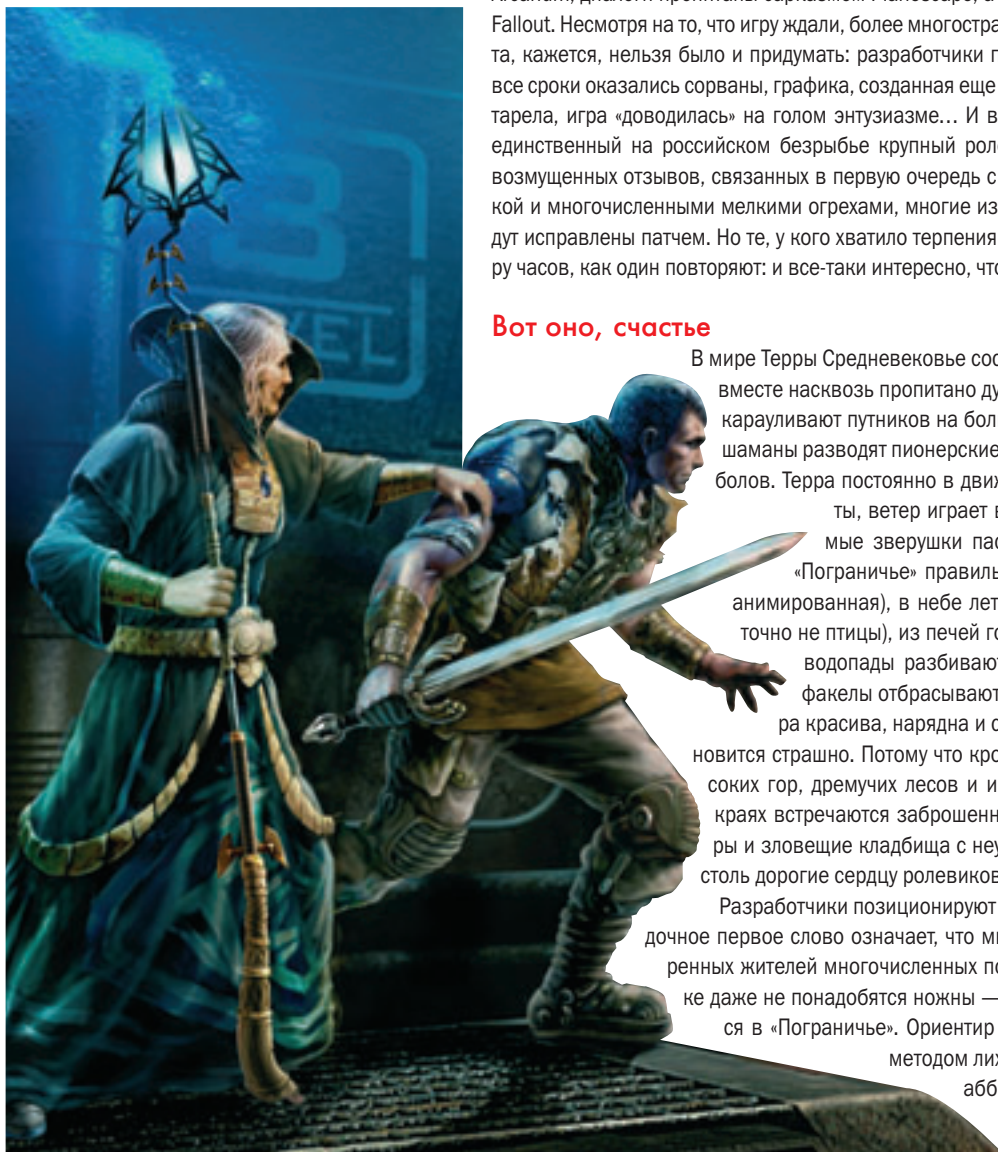 Arcanum, диалоги пропитаны сарказмом Planescape, а
Fallout. Несмотря на то, что игру ждали, более многостра
та, кажется, нельзя было и придумать: разработчики п
все сроки оказались сорваны, графика, созданная еще
тарела, игра «доводилась» на голом энтузиазме... И в
единственный на российском безрыбье крупный роле
возмущенных отзывов, связанных в первую очередь с
кой и многочисленными мелкими огрехами, многие из
дут исправлены патчем. Но те, у кого хватило терпения
ру часов, как один повторяют: и все-таки интересно, что
Вот оно, счастье
В мире Терры Средневековье сос
вместе насквозь пропитано ду
карауливают путников на бол
шаманы разводят пионерские
болов. Терра постоянно в движ
ты, ветер играет в
мые зверушки пас
«Пограничье» правиль
анимированная), в небе лет
точно не птицы), из печей го
водопады разбивают
факелы отбрасывают
ра красива, нарядна и с
новится страшно. Потому что кро
соких гор, дремучих лесов и и
краях встречаются заброшенн
ры и зловещие кладбища с неу
столь дорогие сердцу ролевиков
Разработчики позиционируют
дочное первое слово означает, что ми
ренных жителей многочисленных по
ке даже не понадобятся ножны —
ся в «Пограничье». Ориентир
методом лих
абб
3
VEL